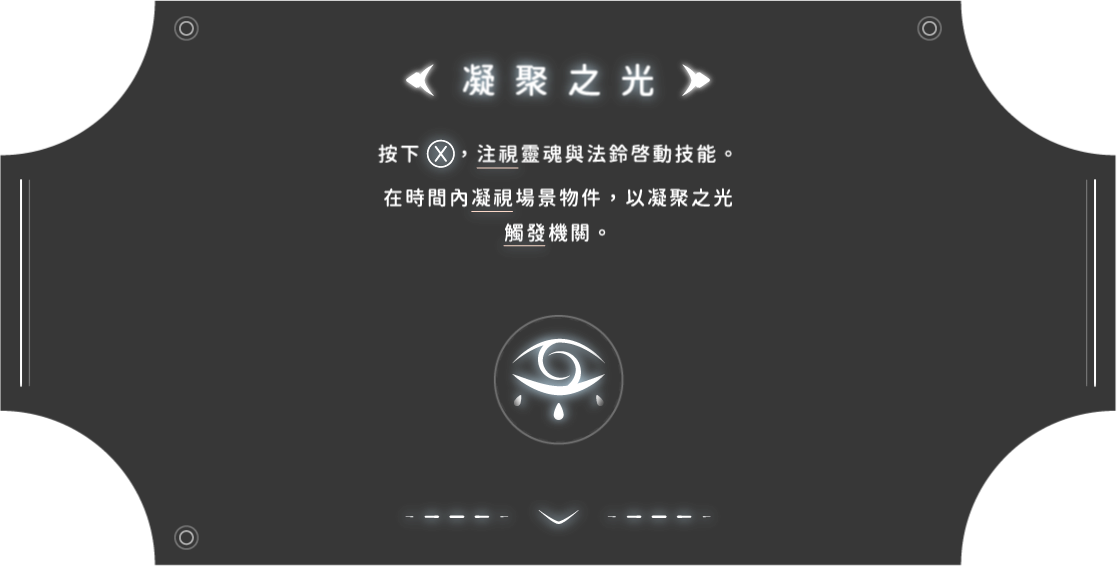 凝聚之光
按下Ⓧ，注視靈魂與法鈴啓動技能。
在時間內凝視場景物件，以凝聚之光
觸發機關。